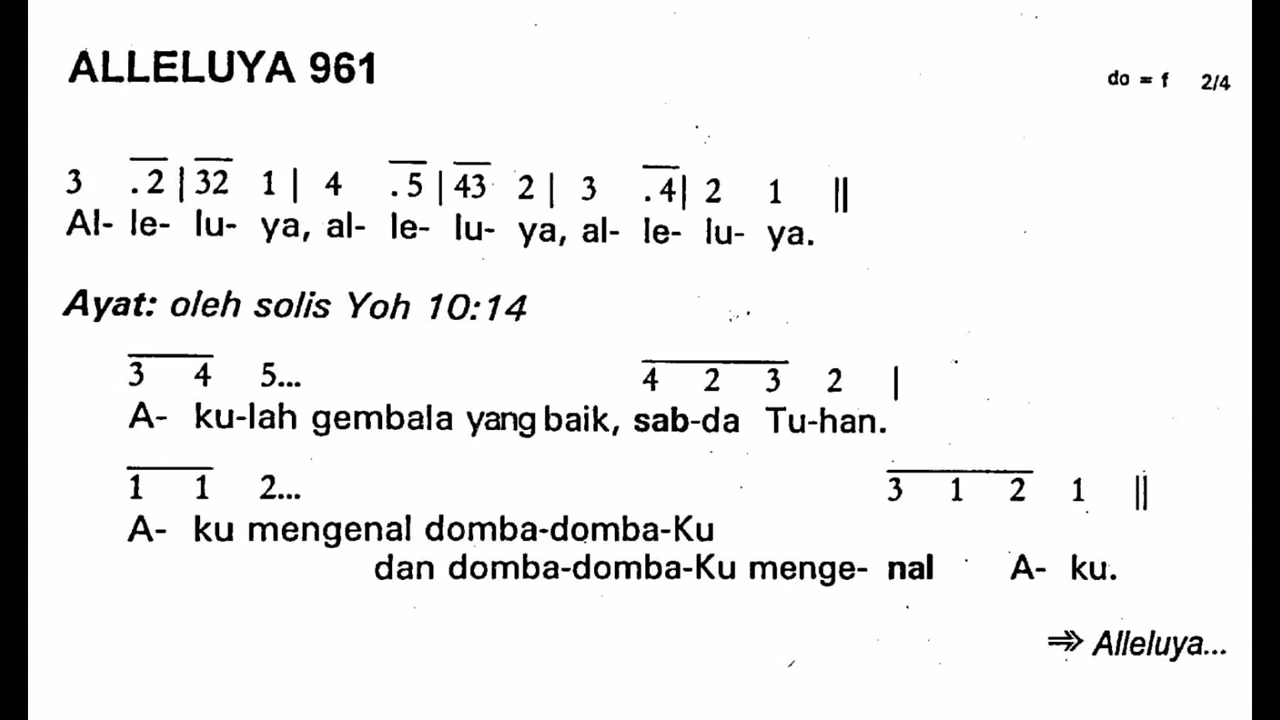 ALLELUYA 961
do = f 2/4
3 .2 | 32 1 | 4 .5 | 43 2 | 3 .4 | 2 1 ||
Al- le- lu- ya, al- le- lu- ya, al- le- lu- ya.
Ayat: oleh solis Yoh 10:14
3 4 5... 4 2 3 2 |
A- ku-lah gembala yang baik, sab-da Tu-han.
1 1 2... 3 1 2 1 ||
A- ku mengenal domba-domba-Ku
dan domba-domba-Ku menge- nal A- ku.
⇒ Alleluya...